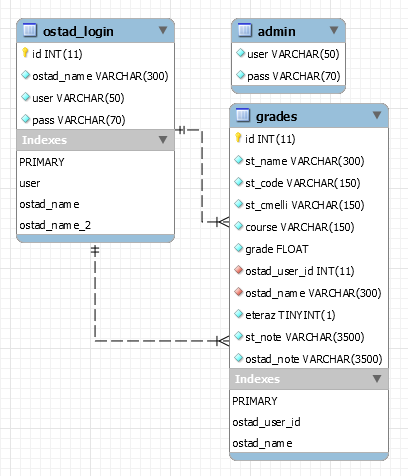 ostad_login
id INT(11)
ostad_name VARCHAR(300)
user VARCHAR(50)
pass VARCHAR(70)
Indexes
PRIMARY
user
ostad_name
ostad_name_2
admin
user VARCHAR(50)
pass VARCHAR(70)
grades
id INT(11)
st_name VARCHAR(300)
st_code VARCHAR(150)
st_cmelli VARCHAR(150)
course VARCHAR(150)
grade FLOAT
ostad_user_id INT(11)
ostad_name VARCHAR(300)
eteraz TINYINT(1)
st_note VARCHAR(3500)
ostad_note VARCHAR(3500)
Indexes
PRIMARY
ostad_user_id
ostad_name